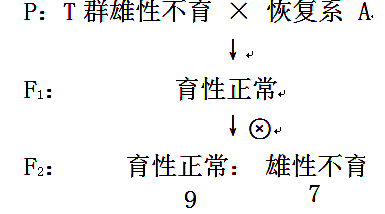 P: T 群雄性不育 × 恢复系 A
↓
F₁: 育性正常
↓⊗
F₂: 育性正常: 雄性不育
9 7